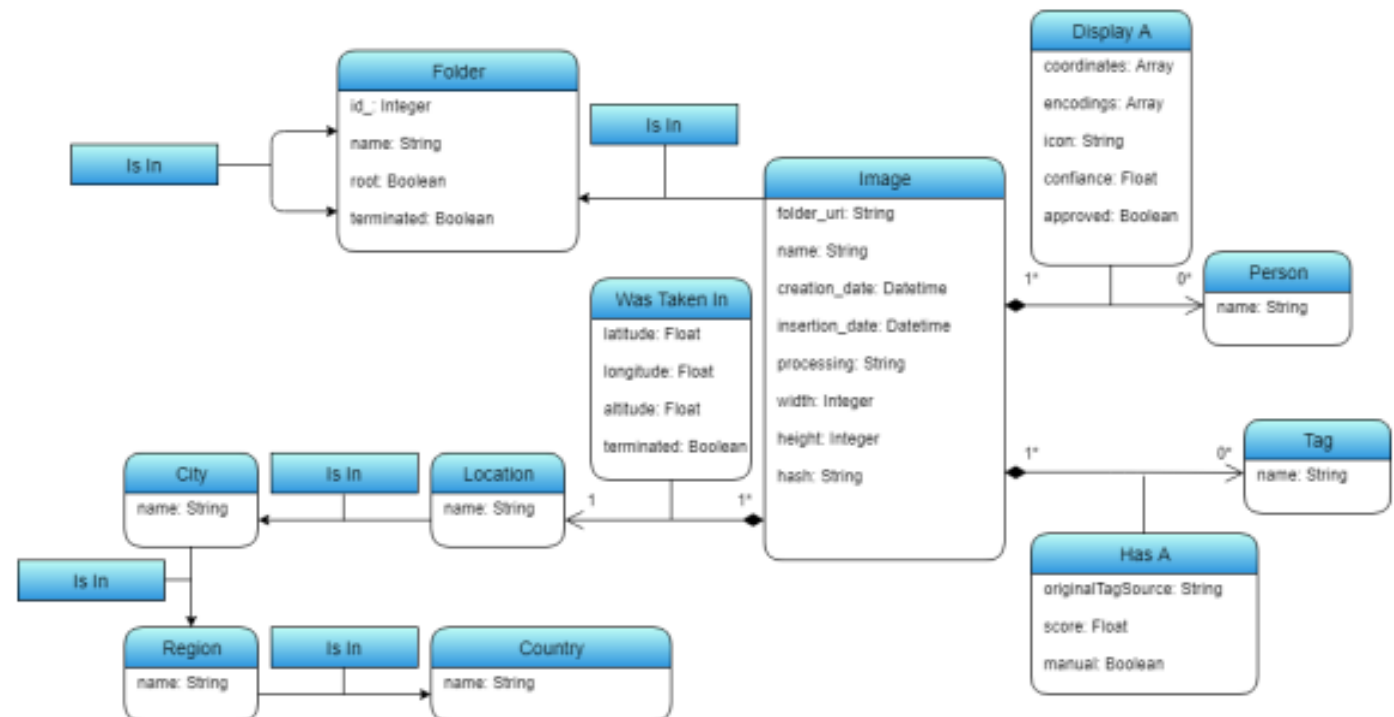 Folder
id_: Integer
name: String
root: Boolean
terminated: Boolean
Is In
Is In
Image
folder_uri: String
name: String
creation_date: Datetime
insertion_date: Datetime
processing: String
width: Integer
height: Integer
hash: String
Display A
coordinates: Array
encodings: Array
icon: String
confiance: Float
approved: Boolean
1* 0*
Person
name: String
Was Taken In
latitude: Float
longitude: Float
altitude: Float
terminated: Boolean
1 1*
1* 0*
Tag
name: String
Has A
originalTagSource: String
score: Float
manual: Boolean
Location
name: String
Is In
City
name: String
Is In
Region
name: String
Is In
Country
name: String